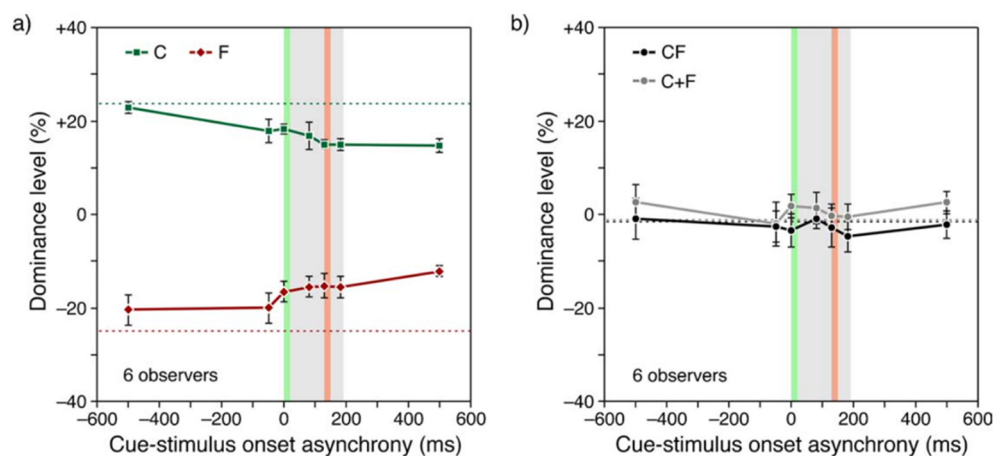 a)
Dominance level (%)
+40
+20
0
−20
−40
C F
6 observers
−600 −400 −200 0 200 400 600
Cue-stimulus onset asynchrony (ms)
b)
Dominance level (%)
+40
+20
0
−20
−40
CF
C+F
6 observers
−600 −400 −200 0 200 400 600
Cue-stimulus onset asynchrony (ms)